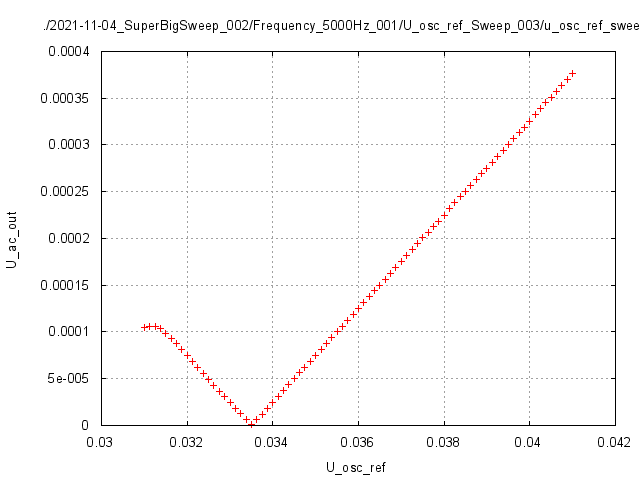 ./2021-11-04_SuperBigSweep_002/Frequency_5000Hz_001/U_osc_ref_Sweep_003/u_osc_ref_swee
0.0004
0.00035
0.0003
0.00025
0.0002
0.00015
0.0001
5e-005
0
U_ac_out
0.03 0.032 0.034 0.036 0.038 0.04 0.042
U_osc_ref